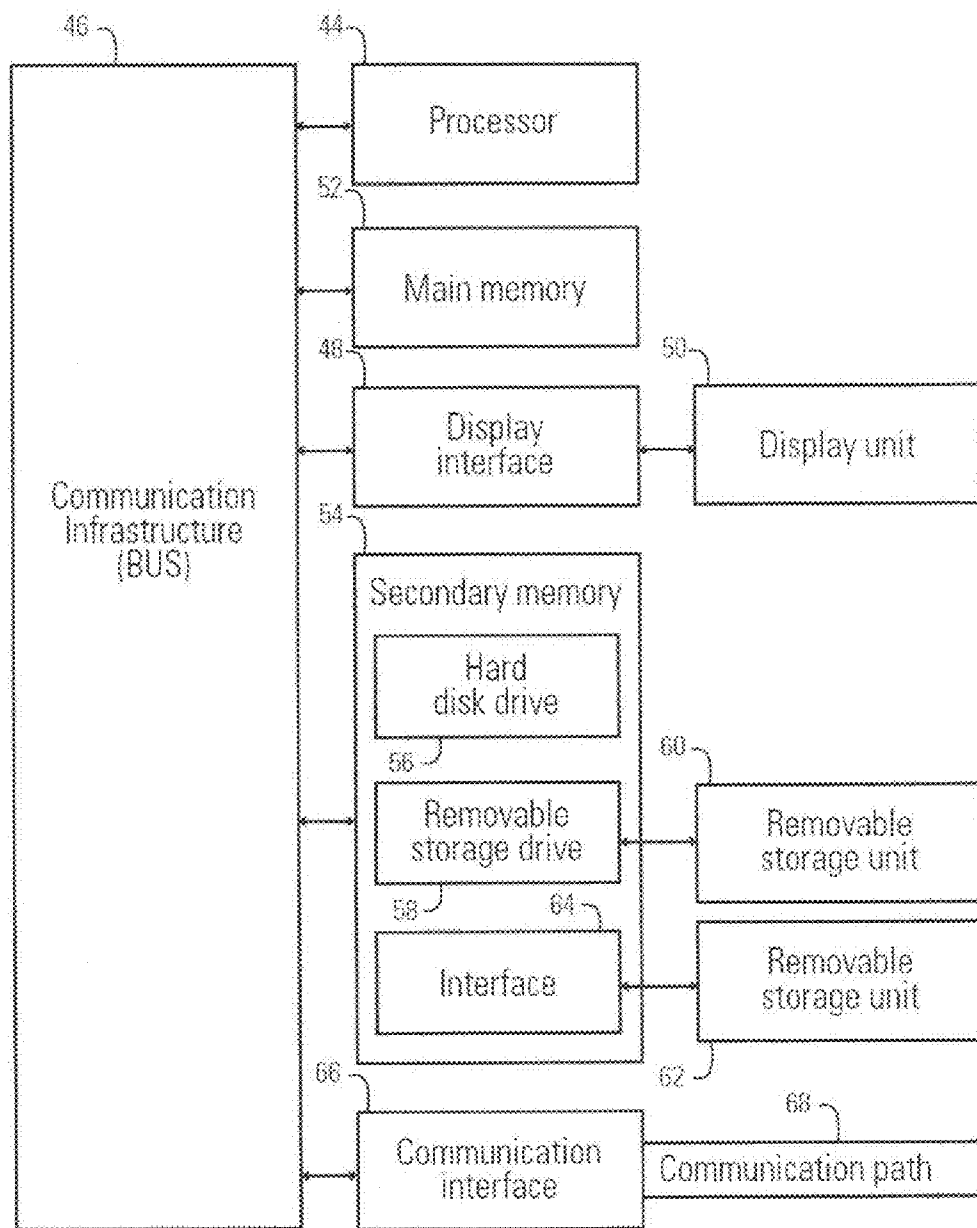 46
44
Processor
52
Main memory
48
50
Display
interface
Display unit
Communication
Infrastructure
(BUS)
54
Secondary memory
Hard
disk drive
56
60
Removable
storage drive
Removable
storage unit
58
64
Interface
Removable
storage unit
66
62
68
Communication
interface
Communication path